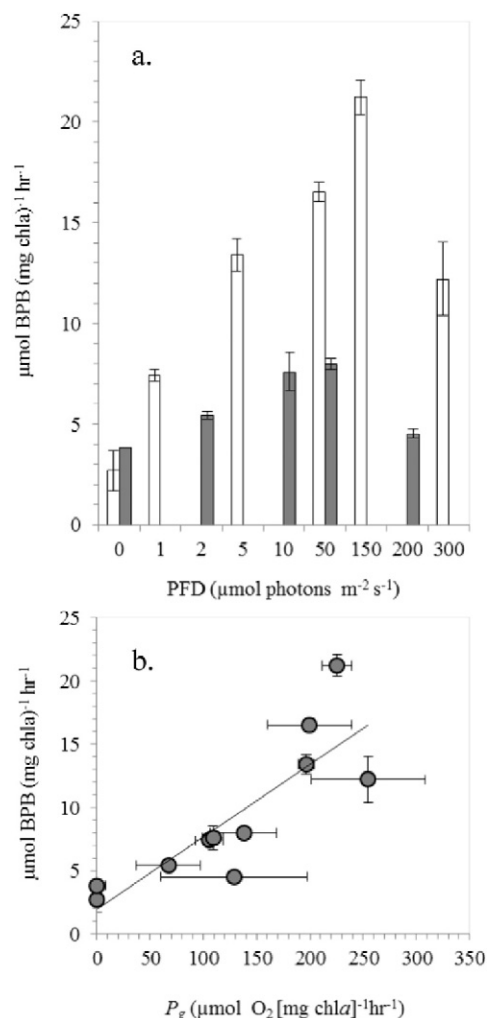 25
a.
20
15
10
5
0
µmol BPB (mg chla)⁻¹ hr⁻¹
0 1 2 5 10 50 150 200 300
PFD (µmol photons m⁻² s⁻¹)
25
b.
20
15
10
5
0
µmol BPB (mg chla)⁻¹ hr⁻¹
0 50 100 150 200 250 300 350
Pg (µmol O₂ [mg chla]⁻¹hr⁻¹)